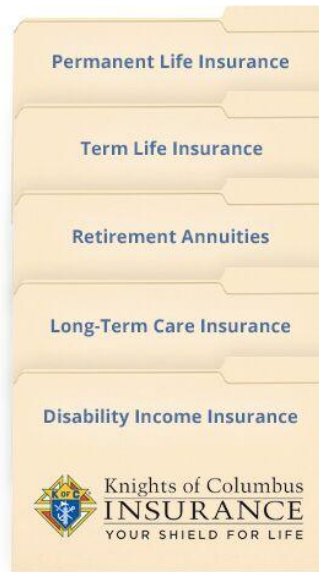 Permanent Life Insurance
Term Life Insurance
Retirement Annuities
Long-Term Care Insurance
Disability Income Insurance
K OF C
Knights of Columbus
INSURANCE
YOUR SHIELD FOR LIFE